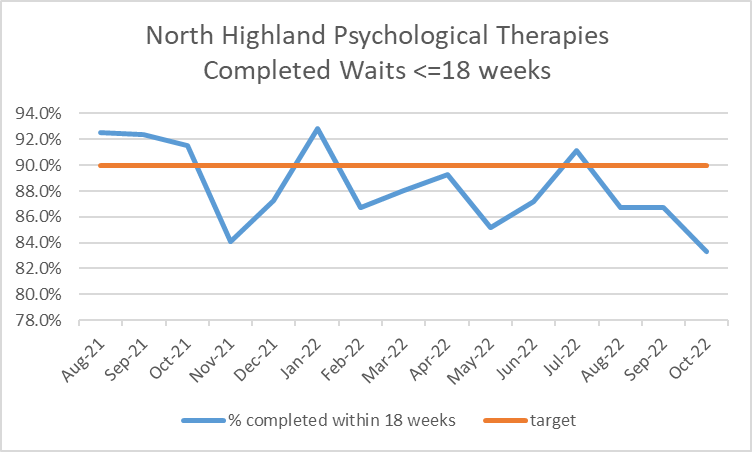 North Highland Psychological Therapies
Completed Waits <=18 weeks
94.0%
92.0%
90.0%
88.0%
86.0%
84.0%
82.0%
80.0%
78.0%
Aug-21
Sep-21
Oct-21
Nov-21
Dec-21
Jan-22
Feb-22
Mar-22
Apr-22
May-22
Jun-22
Jul-22
Aug-22
Sep-22
Oct-22
% completed within 18 weeks
target